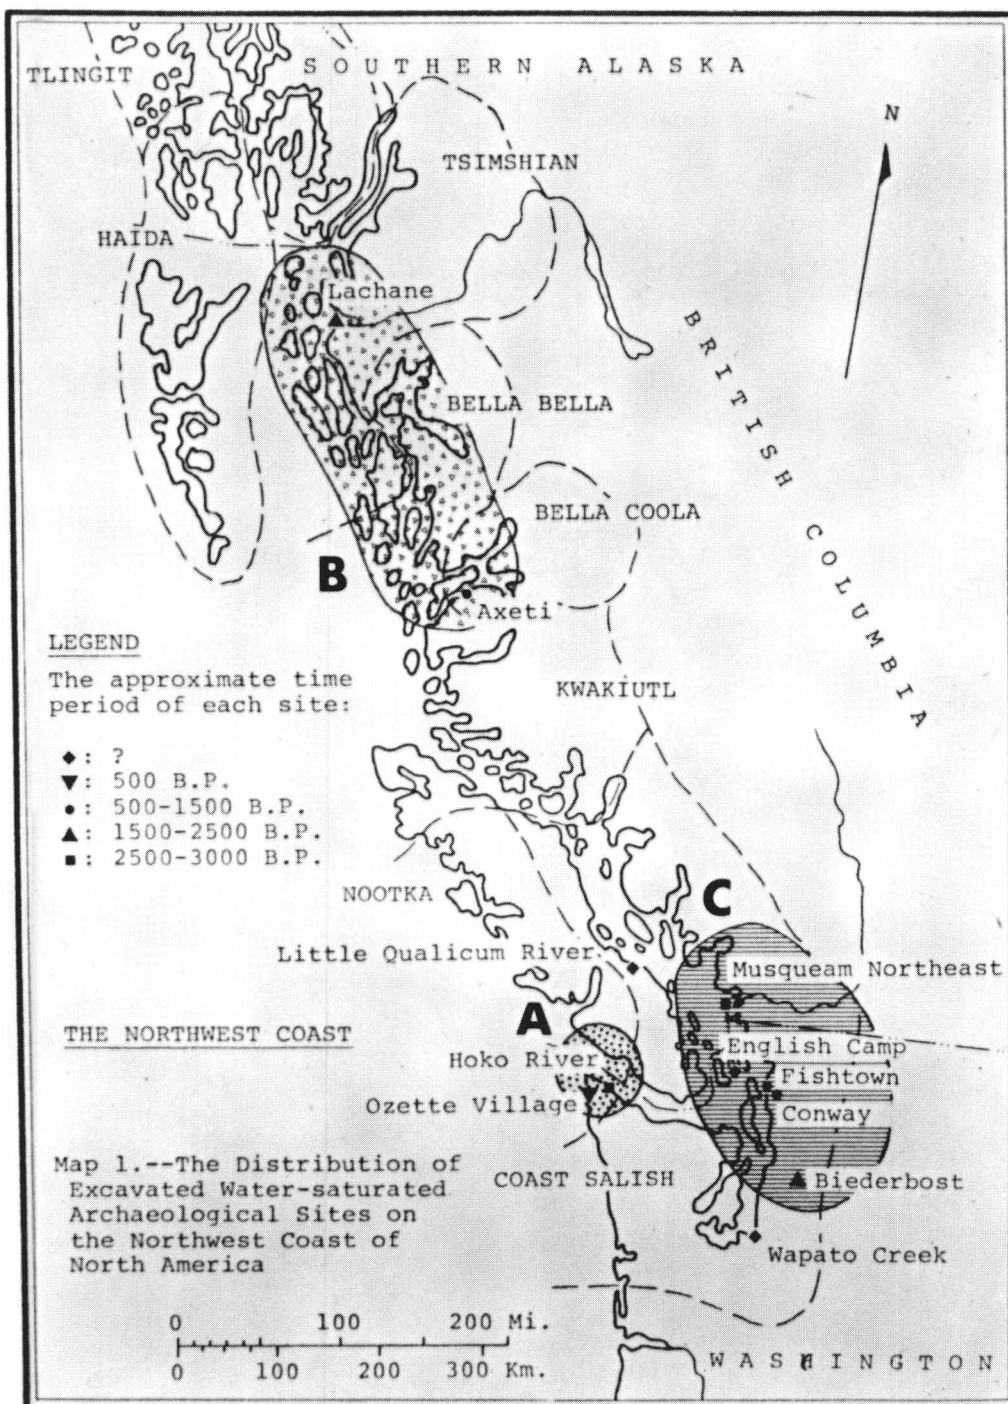 SOUTHERN ALASKA
TLINGIT
N
TSIMSHIAN
HAIDA
Lachane
BRITISH COLUMBIA
BELLA BELLA
BELLA COOLA
B
Axeti
LEGEND
The approximate time
period of each site:
◆: ?
▼: 500 B.P.
●: 500-1500 B.P.
▲: 1500-2500 B.P.
■: 2500-3000 B.P.
KWAKIUTL
NOOTKA
C
Little Qualicum River
Musqueam Northeast
A
THE NORTHWEST COAST
English Camp
Hoko River
Fishtown
Ozette Village
Conway
Map 1.--The Distribution of
Excavated Water-saturated
Archaeological Sites on
the Northwest Coast of
North America
COAST SALISH
Biederbost
Wapato Creek
0 100 200 Mi.
0 100 200 300 Km.
WASHINGTON